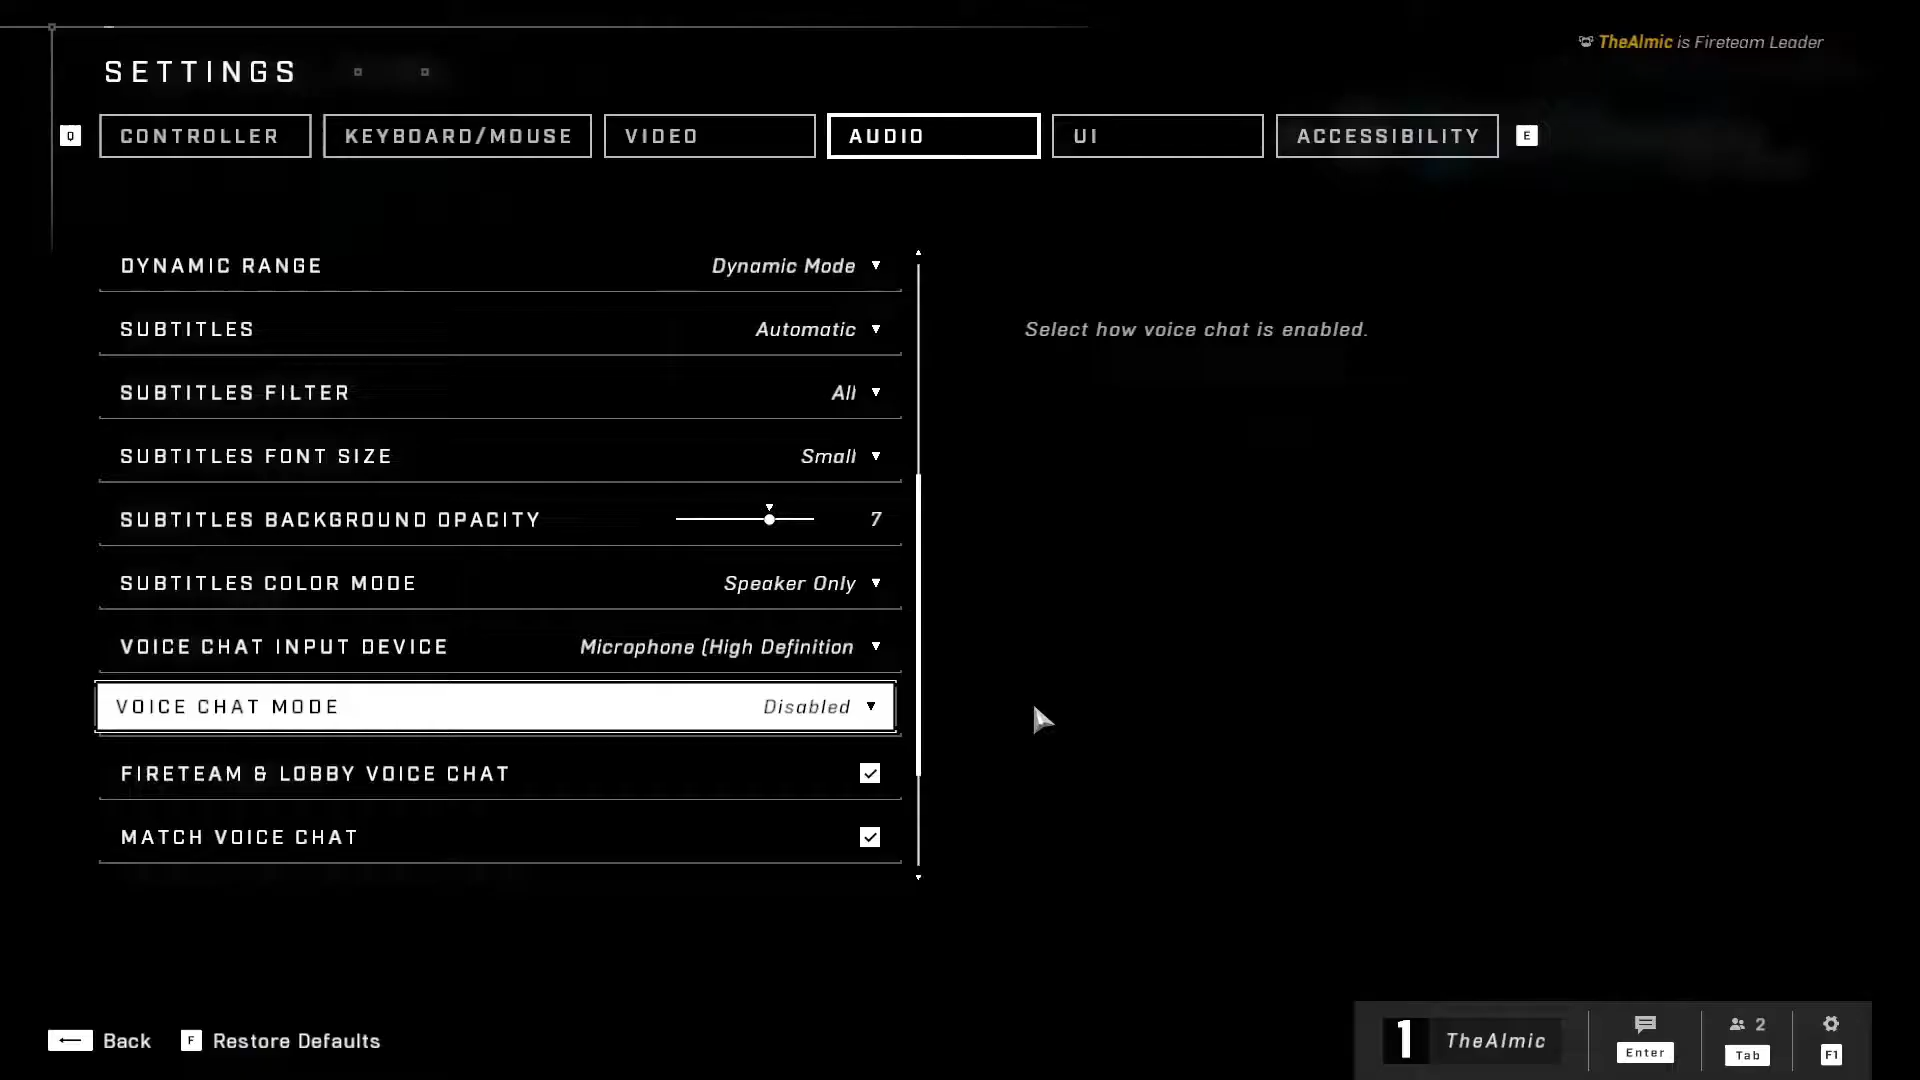 TheAlmic is Fireteam Leader
SETTINGS
Q CONTROLLER KEYBOARD/MOUSE VIDEO AUDIO UI ACCESSIBILITY E
DYNAMIC RANGE Dynamic Mode
SUBTITLES Automatic
Select how voice chat is enabled.
SUBTITLES FILTER All
SUBTITLES FONT SIZE Small
SUBTITLES BACKGROUND OPACITY 7
SUBTITLES COLOR MODE Speaker Only
VOICE CHAT INPUT DEVICE Microphone (High Definition
VOICE CHAT MODE Disabled
FIRETEAM & LOBBY VOICE CHAT
MATCH VOICE CHAT
Back F Restore Defaults
1 TheAlmic
Enter
2
Tab
F1